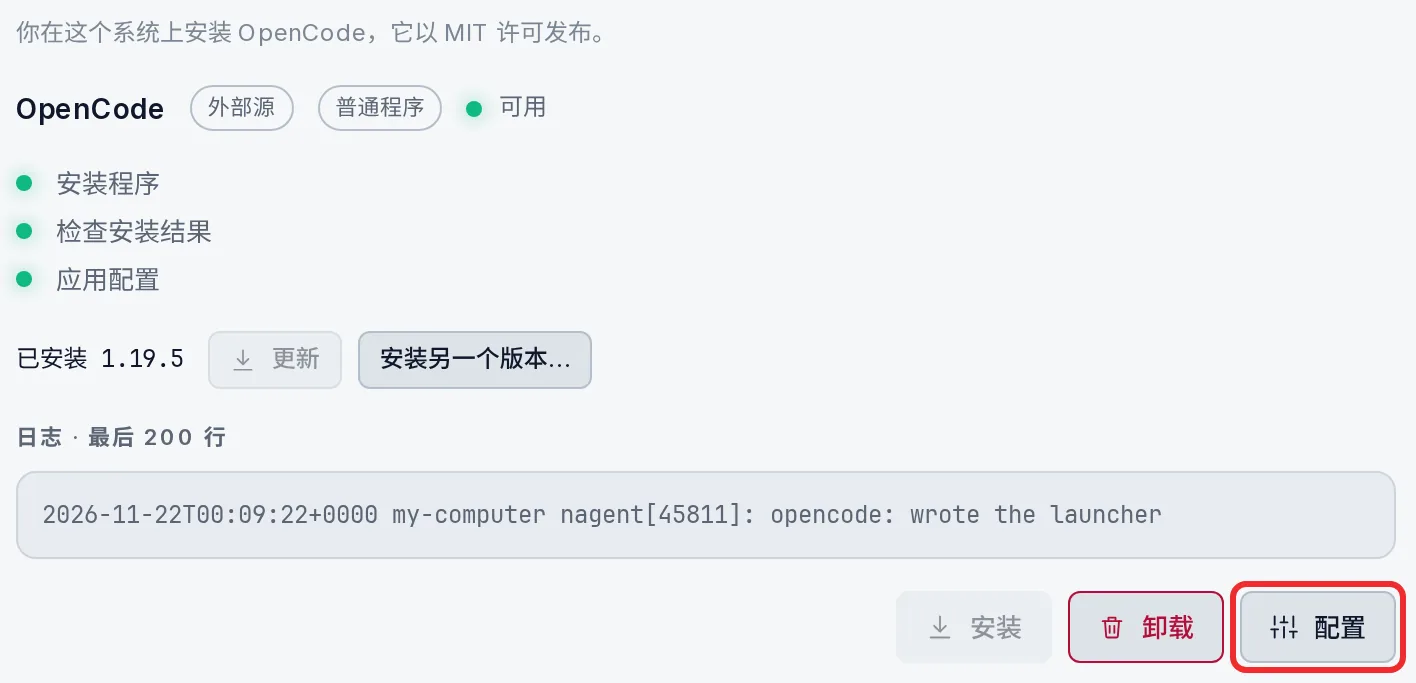 你在这个系统上安装 OpenCode，它以 MIT 许可发布。
OpenCode 外部源 普通程序 可用
安装程序
检查安装结果
应用配置
已安装 1.19.5 更新 安装另一个版本…
日志 · 最后 200 行
2026-11-22T00:09:22+0000 my-computer nagent[45811]: opencode: wrote the launcher
安装 卸载 配置